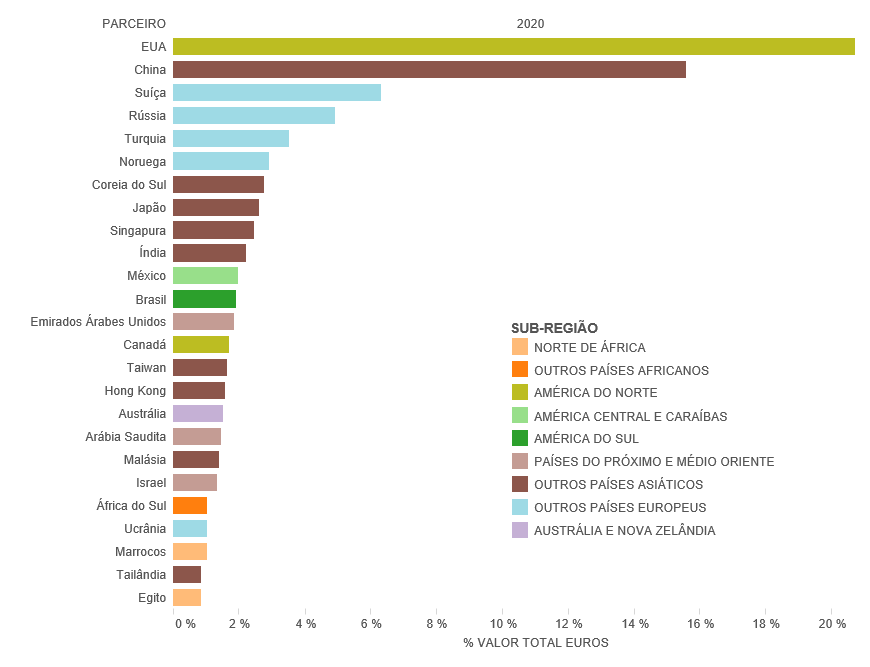 PARCEIRO 2020
EUA
China
Suíça
Rússia
Turquia
Noruega
Coreia do Sul
Japão
Singapura
Índia
México
Brasil
Emirados Árabes Unidos
Canadá
Taiwan
Hong Kong
Austrália
Arábia Saudita
Malásia
Israel
África do Sul
Ucrânia
Marrocos
Tailândia
Egito
SUB-REGIÃO
NORTE DE ÁFRICA
OUTROS PAÍSES AFRICANOS
AMÉRICA DO NORTE
AMÉRICA CENTRAL E CARAÍBAS
AMÉRICA DO SUL
PAÍSES DO PRÓXIMO E MÉDIO ORIENTE
OUTROS PAÍSES ASIÁTICOS
OUTROS PAÍSES EUROPEUS
AUSTRÁLIA E NOVA ZELÂNDIA
0 % 2 % 4 % 6 % 8 % 10 % 12 % 14 % 16 % 18 % 20 %
% VALOR TOTAL EUROS